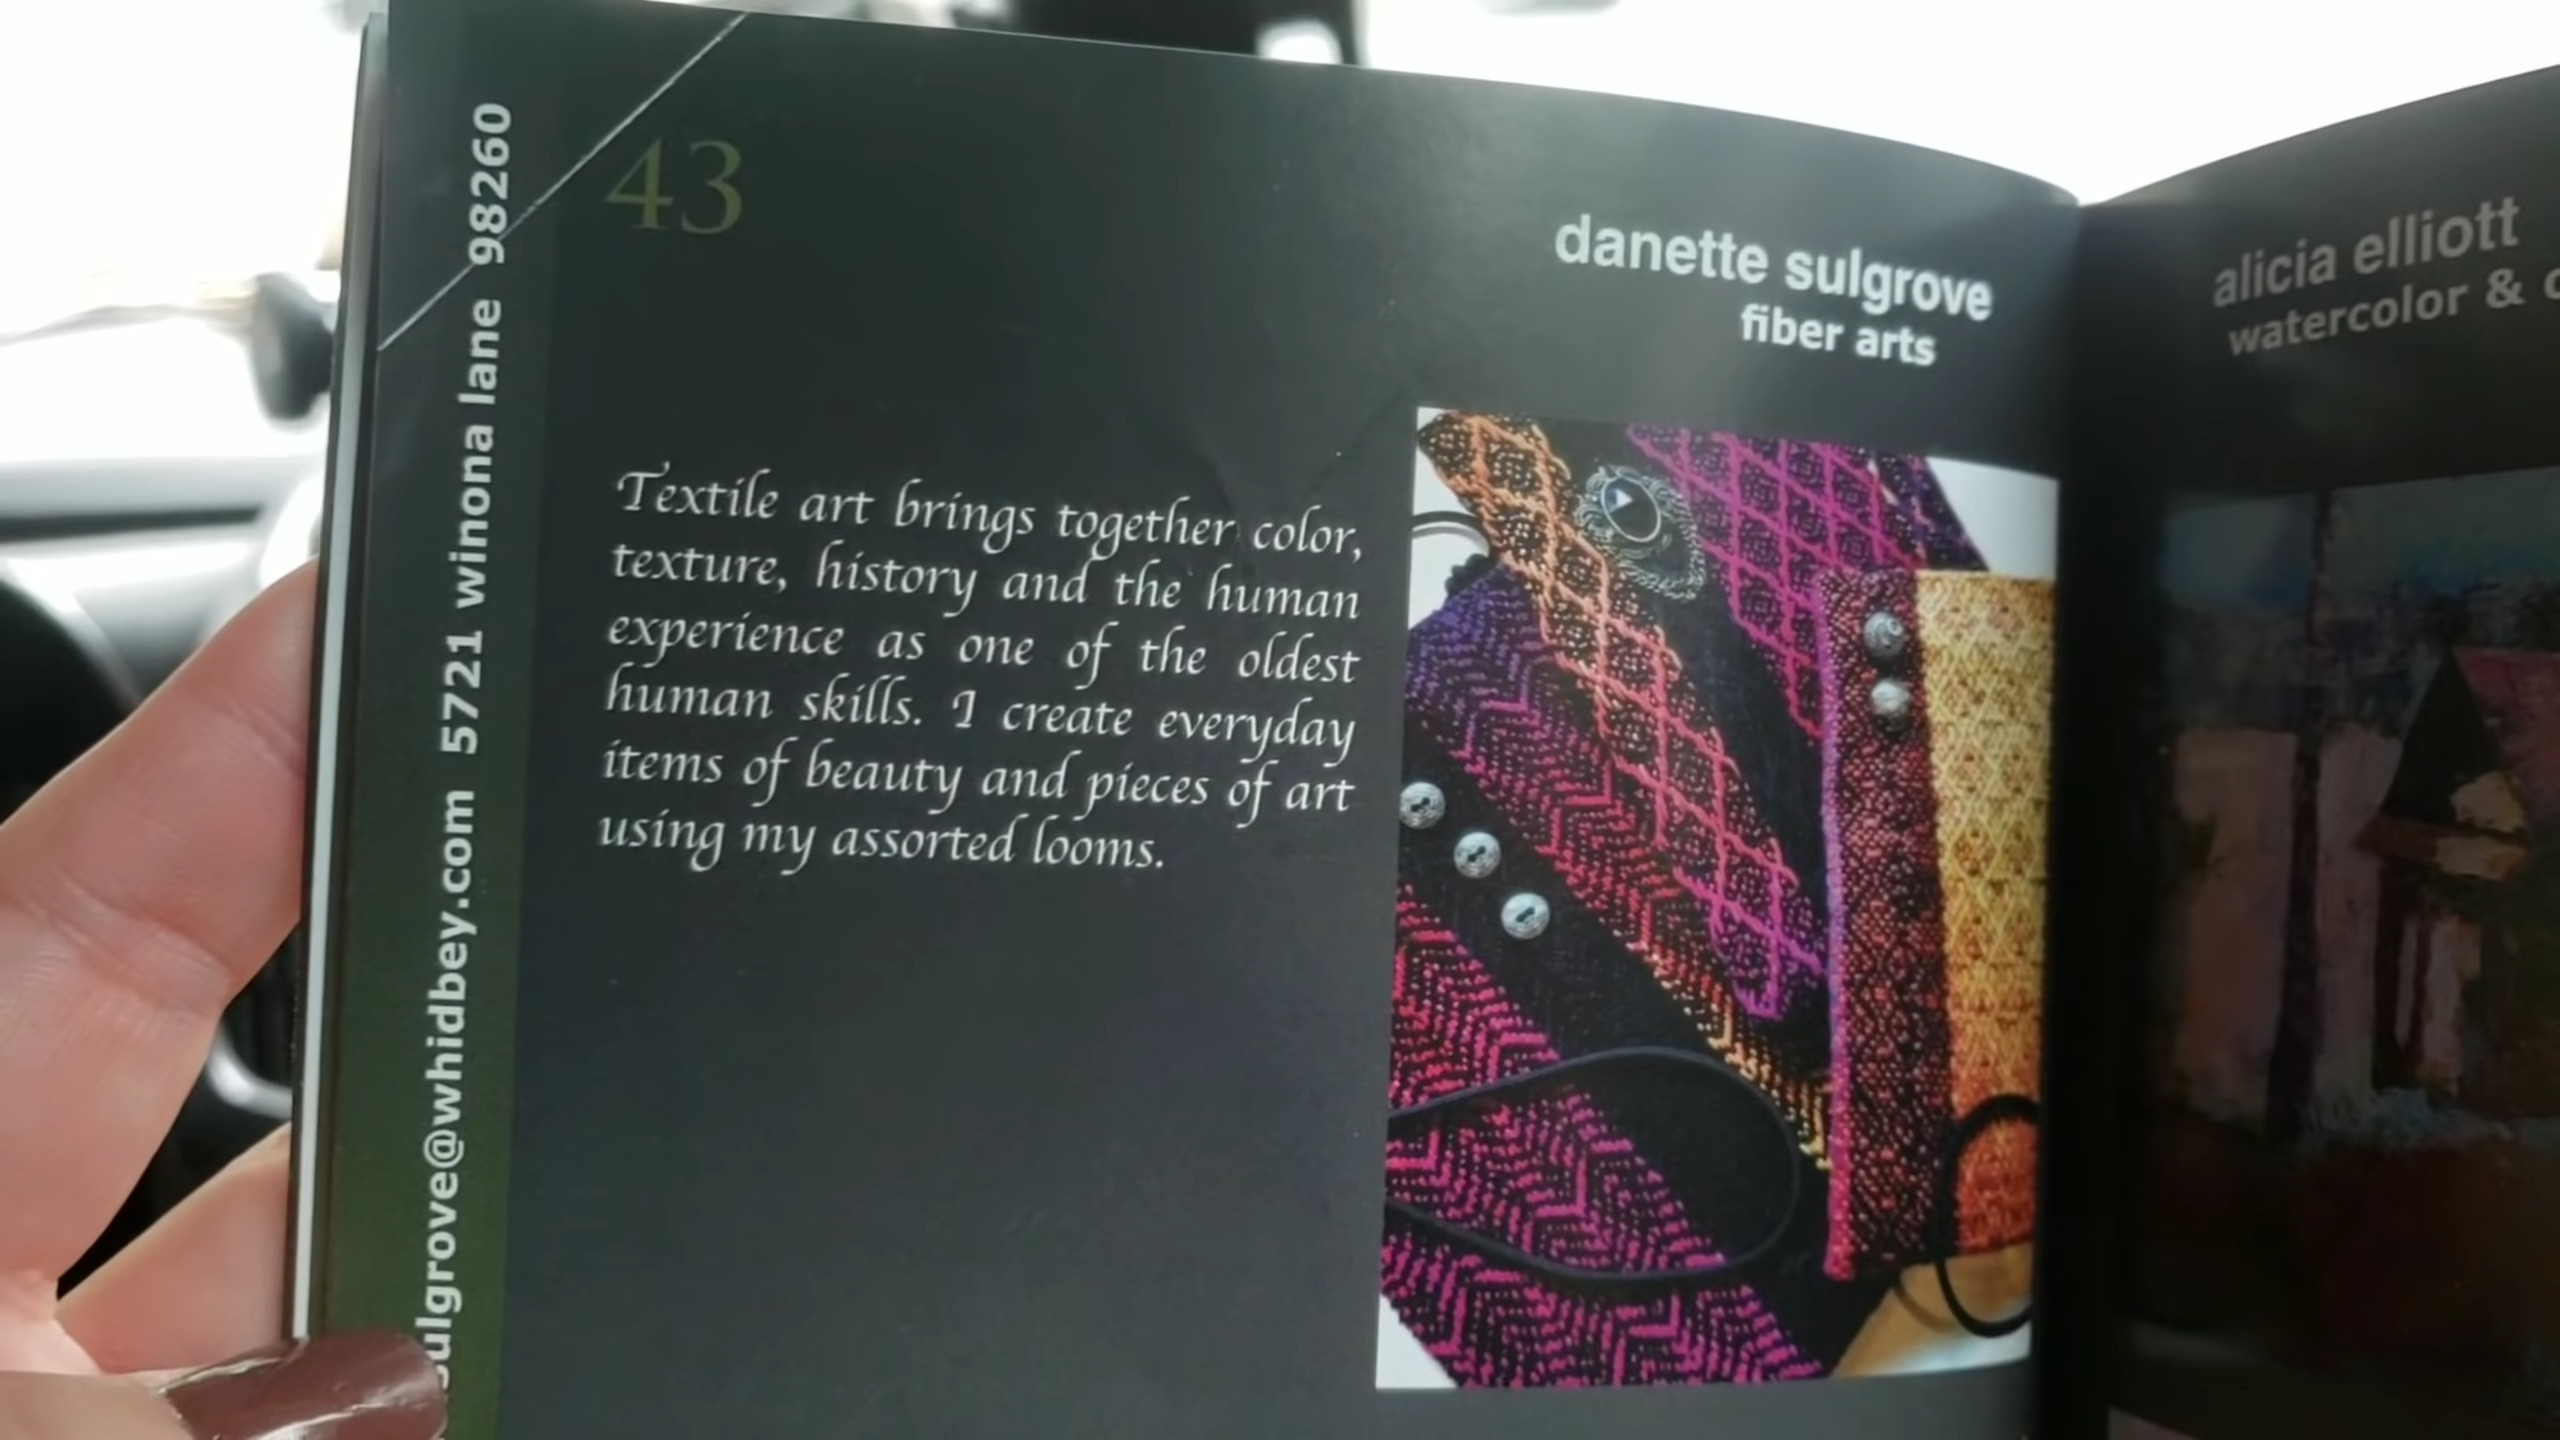 sulgrove@whidbey.com 5721 winona lane 98260
43
danette sulgrove
fiber arts
Textile art brings together color,
texture, history and the human
experience as one of the oldest
human skills. I create everyday
items of beauty and pieces of art
using my assorted looms.
alicia elliott
watercolor &